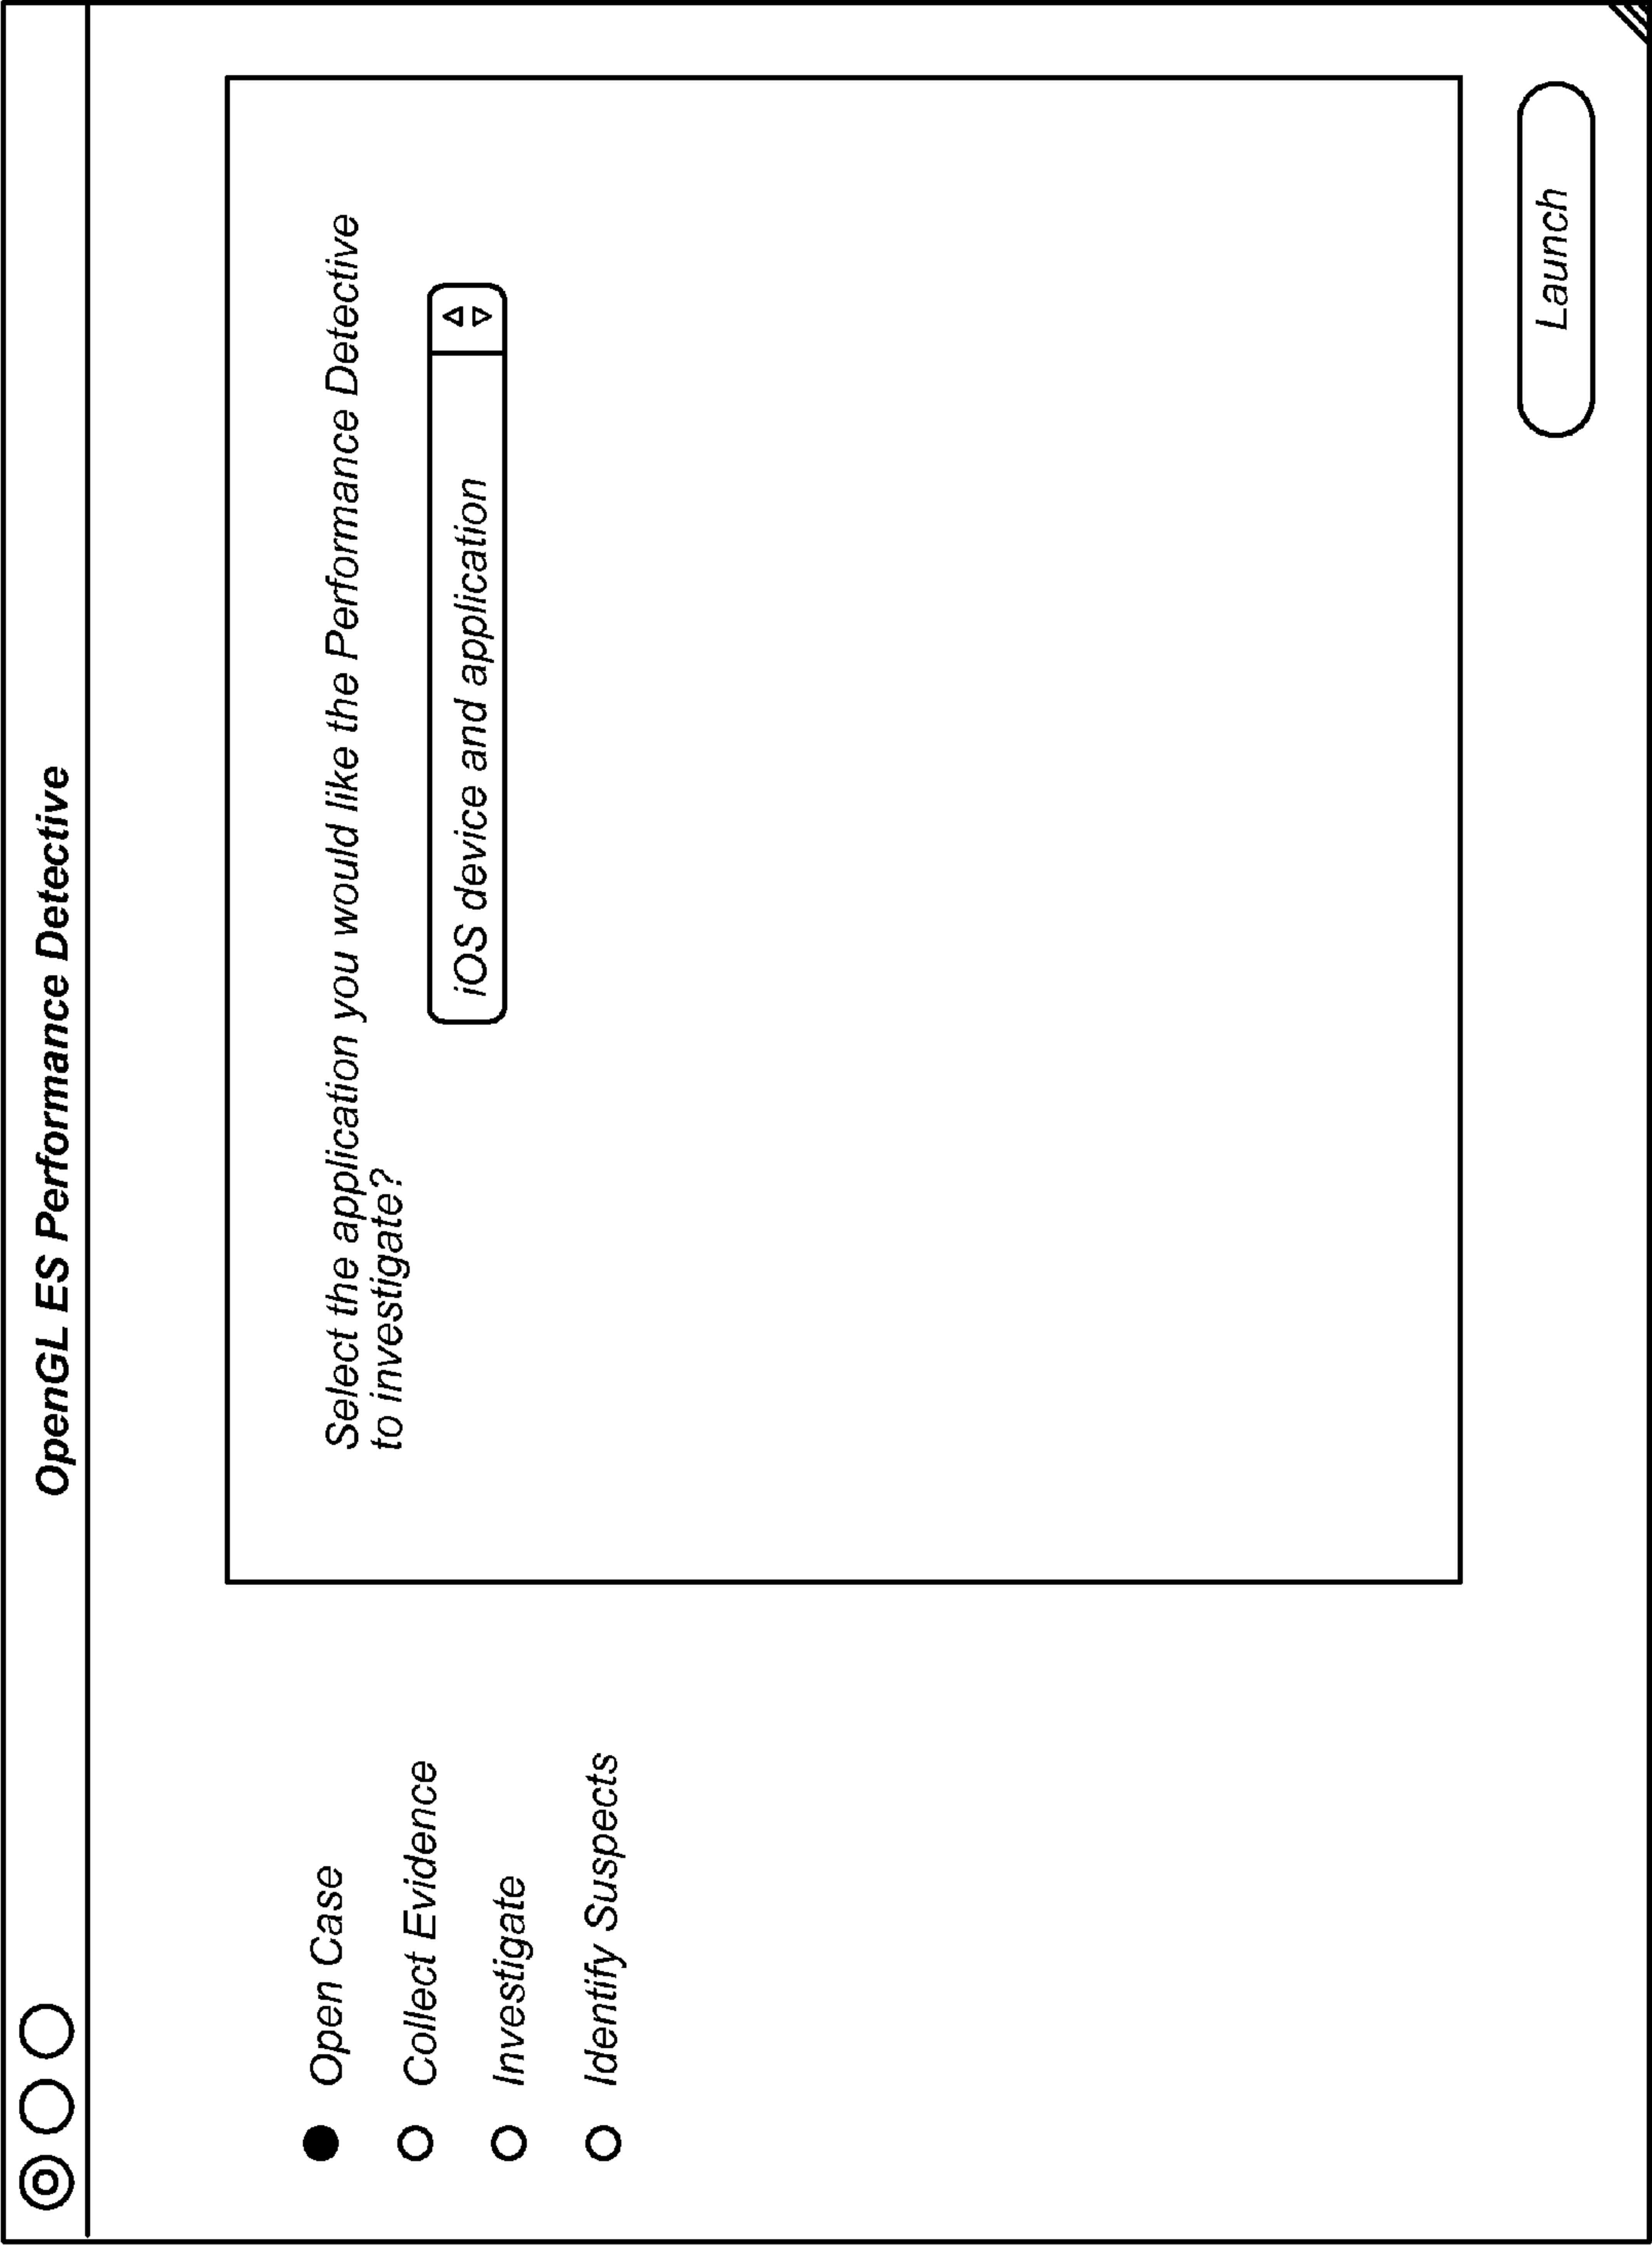 OpenGL ES Performance Detective
Open Case
Collect Evidence
Investigate
Identify Suspects
Select the application you would like the Performance Detective
to investigate?
iOS device and application
Launch